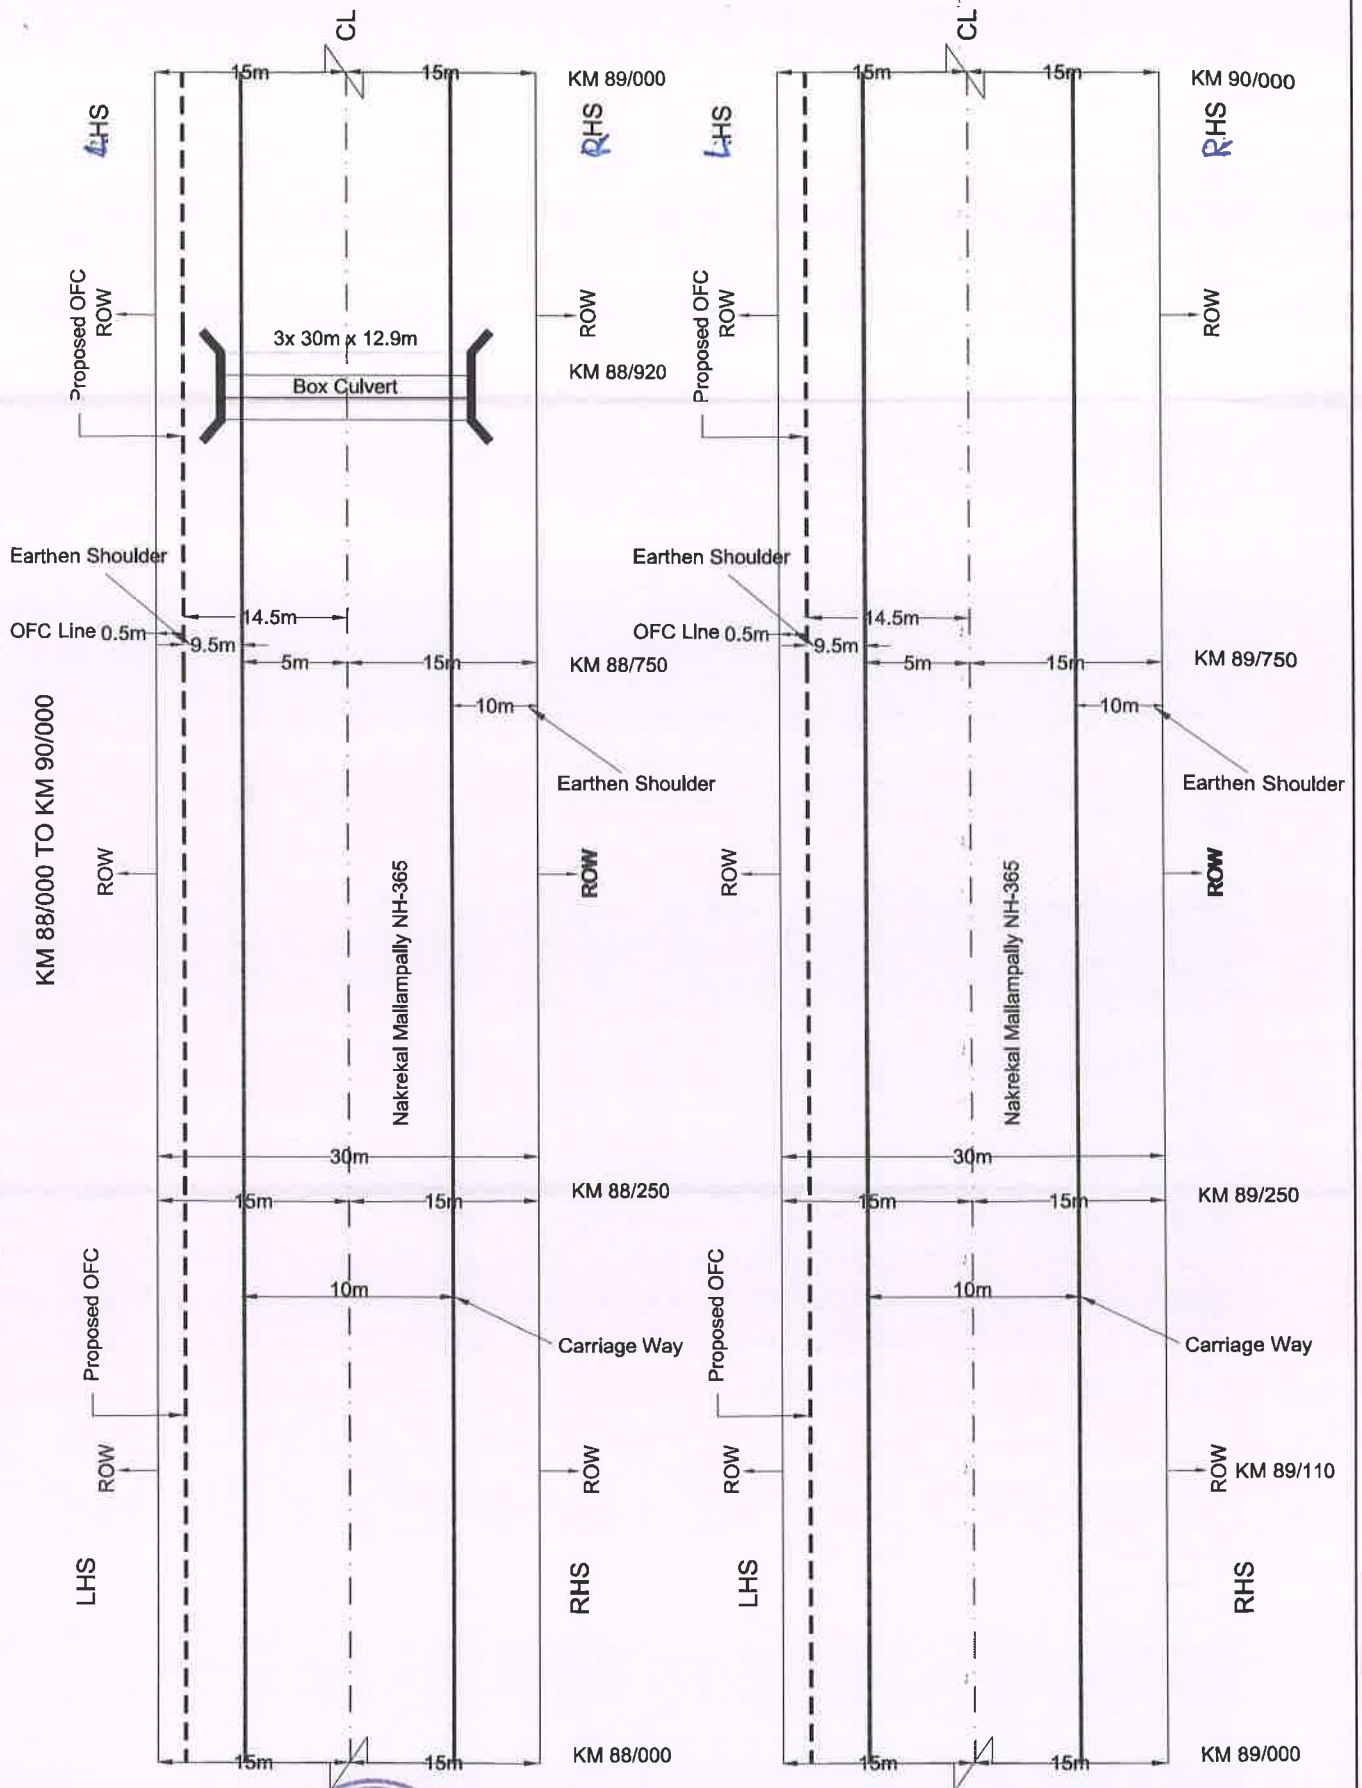 KM 88/000 TO KM 90/000
CL
15m
15m
KM 89/000
LHS
RHS
Proposed OFC
ROW
ROW
3x 30m x 12.9m
KM 88/920
Box Culvert
Earthen Shoulder
14.5m
OFC Line 0.5m
9.5m
5m
15m
KM 88/750
10m
Earthen Shoulder
ROW
ROW
Nakrekal Mallampally NH-365
30m
KM 88/250
15m
15m
Proposed OFC
10m
Carriage Way
ROW
ROW
LHS
RHS
15m
15m
KM 88/000
CL
15m
15m
KM 90/000
LHS
RHS
Proposed OFC
ROW
ROW
Earthen Shoulder
14.5m
OFC Line 0.5m
9.5m
5m
15m
KM 89/750
10m
Earthen Shoulder
ROW
ROW
Nakrekal Mallampally NH-365
30m
KM 89/250
15m
15m
Proposed OFC
10m
Carriage Way
ROW
ROW
KM 89/110
LHS
RHS
15m
15m
KM 89/000